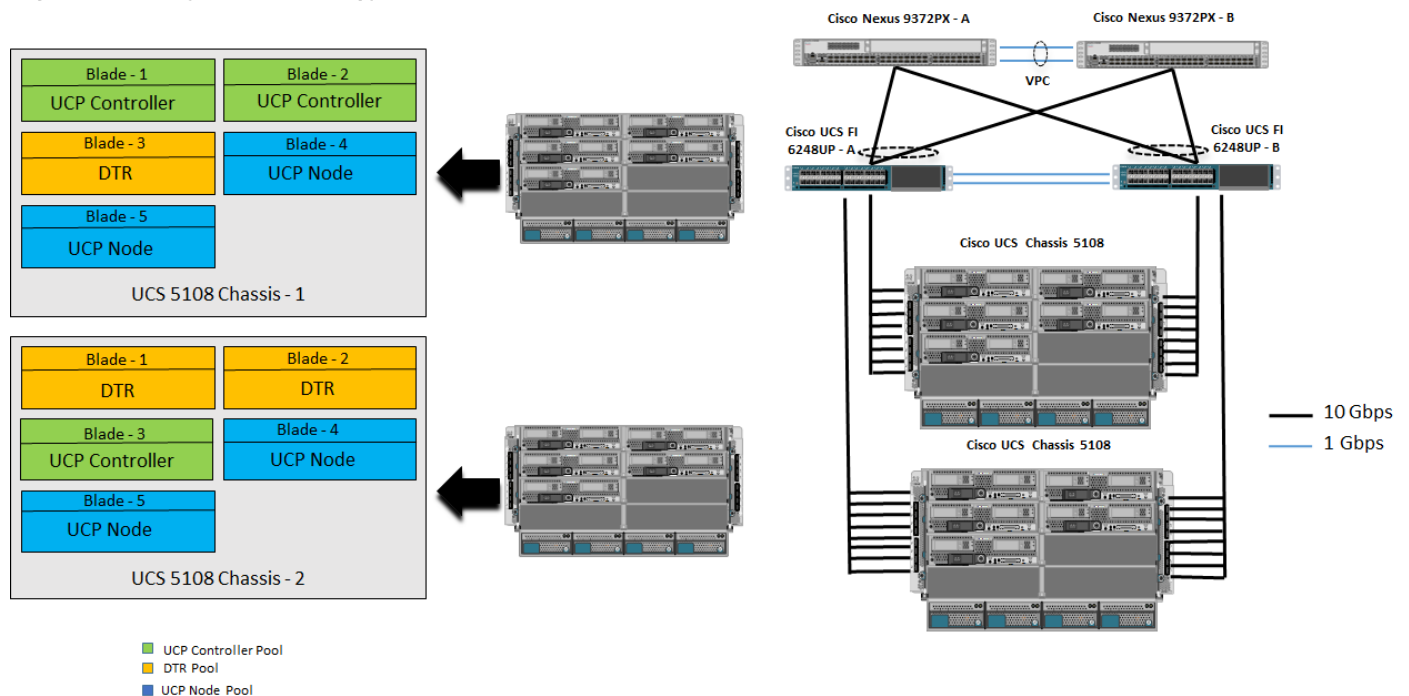 Blade - 1
UCP Controller
Blade - 2
UCP Controller
Blade - 3
DTR
Blade - 4
UCP Node
Blade - 5
UCP Node
UCS 5108 Chassis - 1
Blade - 1
DTR
Blade - 2
DTR
Blade - 3
UCP Controller
Blade - 4
UCP Node
Blade - 5
UCP Node
UCS 5108 Chassis - 2
UCP Controller Pool
DTR Pool
UCP Node Pool
Cisco Nexus 9372PX - A
Cisco Nexus 9372PX - B
VPC
Cisco UCS FI
6248UP - A
Cisco UCS FI
6248UP - B
Cisco UCS Chassis 5108
Cisco UCS Chassis 5108
10 Gbps
1 Gbps